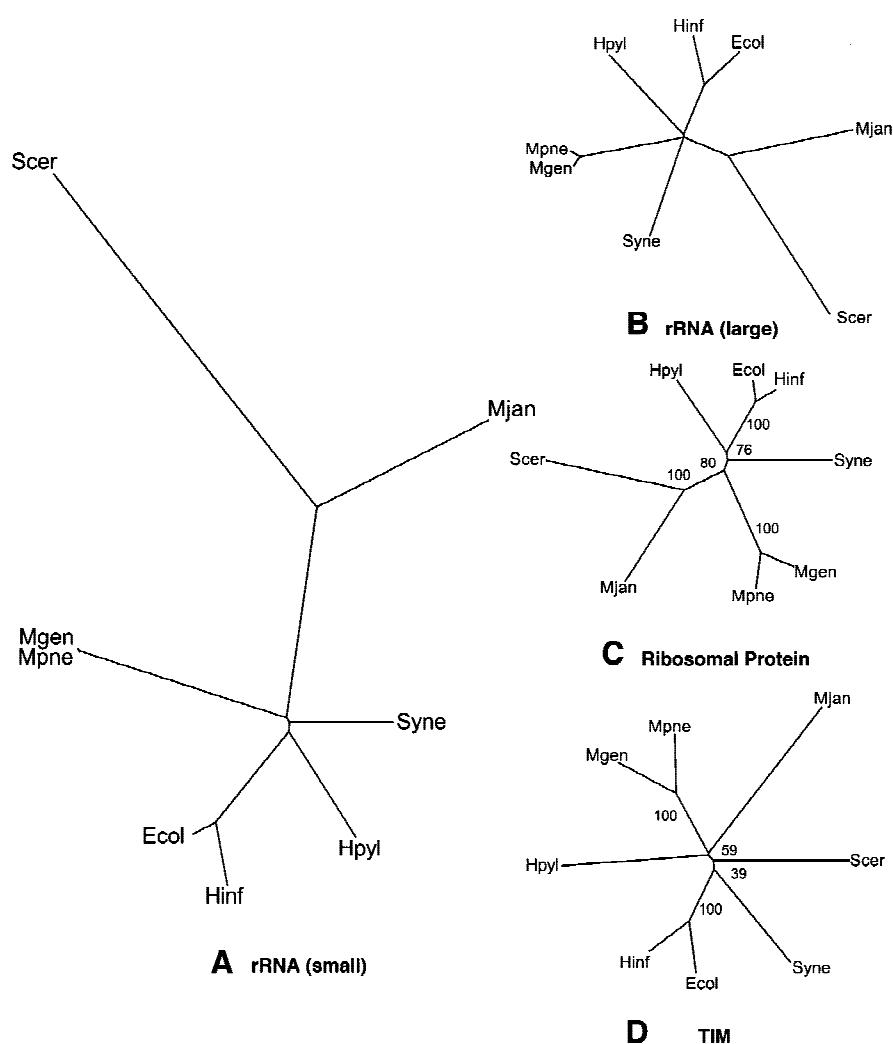 Scer
Mjan
Mgen
Mpne
Syne
Ecol
Hpyl
Hinf
A rRNA (small)
Hinf
Hpyl
Ecol
Mjan
Mpne
Mgen
Syne
Scer
B rRNA (large)
Hpyl
Ecol
Hinf
100
76
Scer
100
80
Syne
100
Mgen
Mjan
Mpne
C Ribosomal Protein
Mjan
Mpne
Mgen
100
59
Hpyl
Scer
39
100
Hinf
Syne
Ecol
D TIM